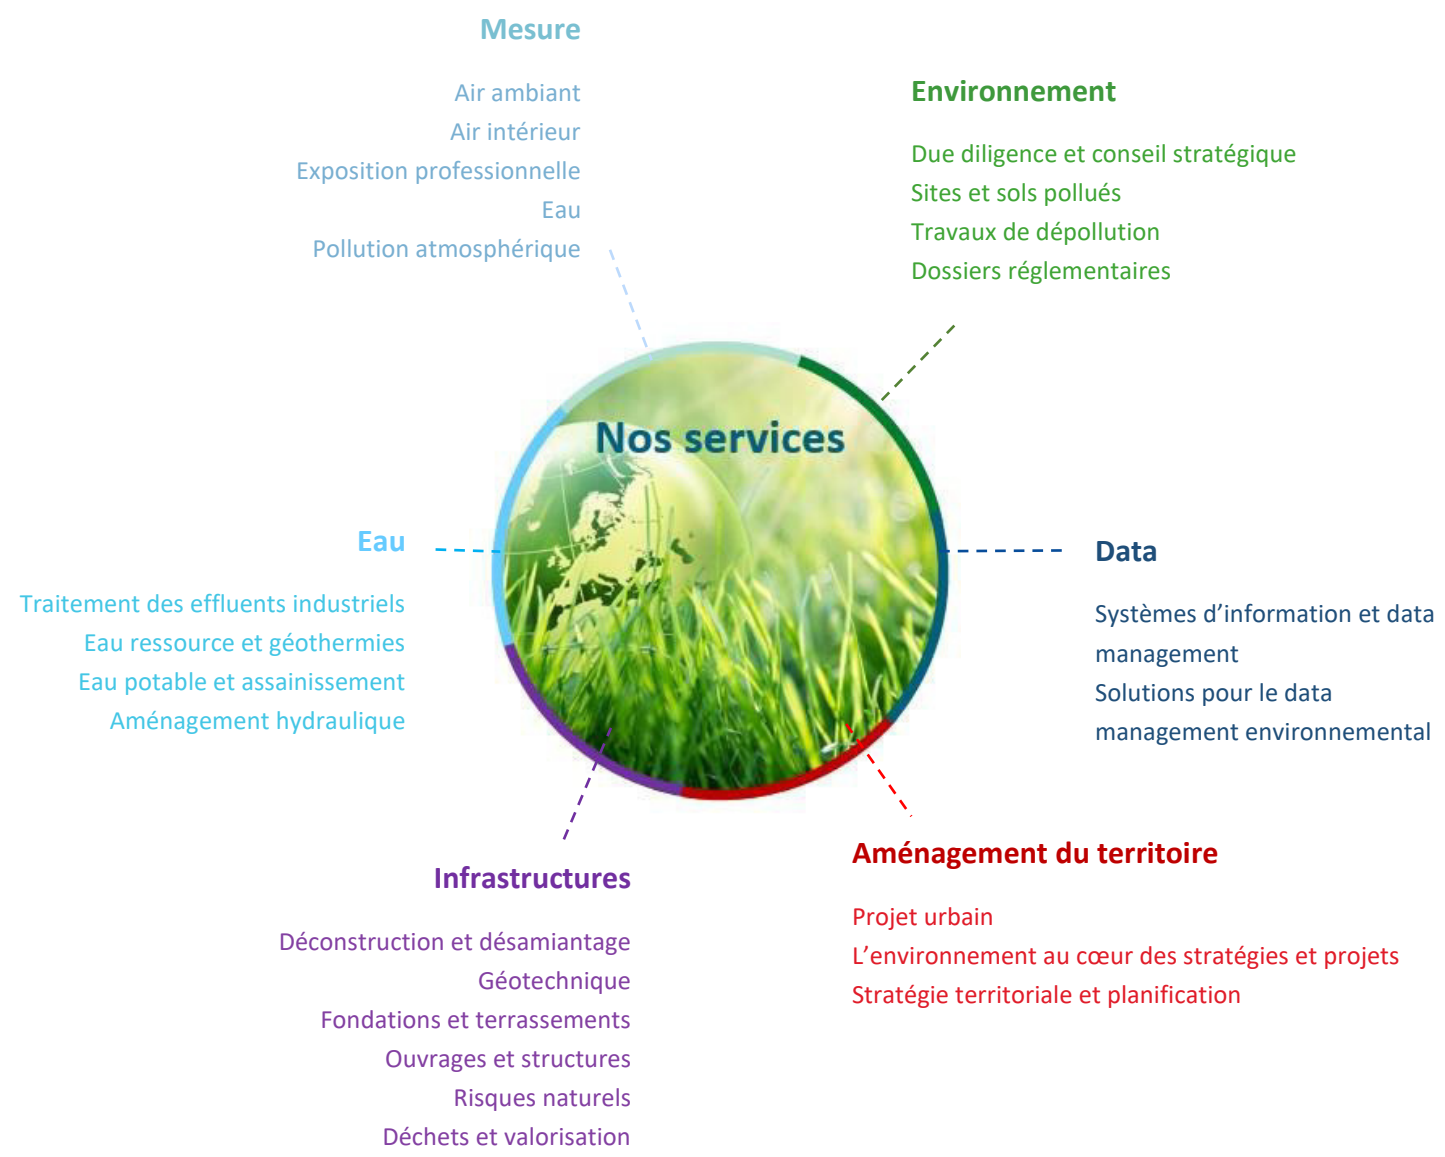 Mesure
Air ambiant
Air intérieur
Exposition professionnelle
Eau
Pollution atmosphérique
Environnement
Due diligence et conseil stratégique
Sites et sols pollués
Travaux de dépollution
Dossiers réglementaires
Nos services
Eau
Traitement des effluents industriels
Eau ressource et géothermies
Eau potable et assainissement
Aménagement hydraulique
Data
Systèmes d’information et data
management
Solutions pour le data
management environnemental
Infrastructures
Déconstruction et désamiantage
Géotechnique
Fondations et terrassements
Ouvrages et structures
Risques naturels
Déchets et valorisation
Aménagement du territoire
Projet urbain
L’environnement au cœur des stratégies et projets
Stratégie territoriale et planification